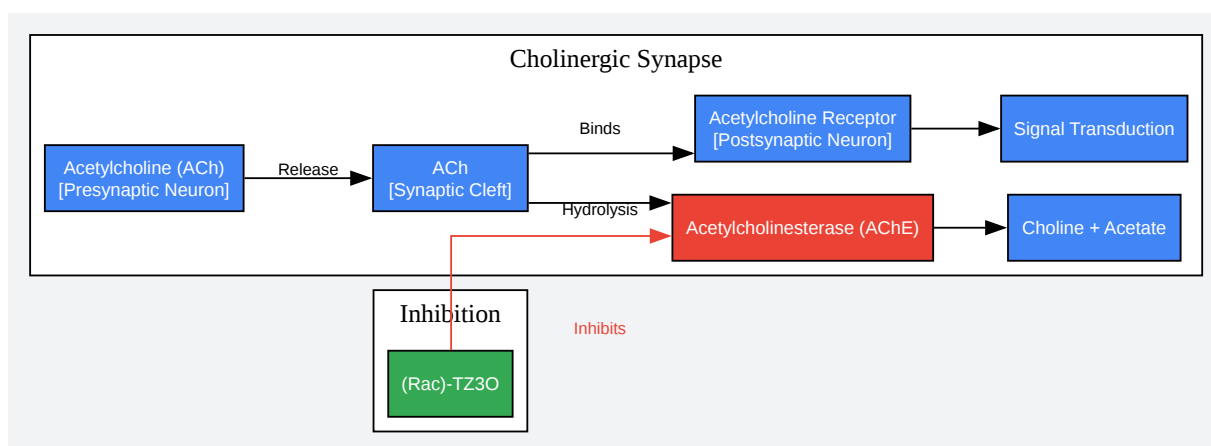 Cholinergic Synapse
Acetylcholine (ACh)
[Presynaptic Neuron]
Release
ACh
[Synaptic Cleft]
Binds
Acetylcholine Receptor
[Postsynaptic Neuron]
Signal Transduction
Hydrolysis
Acetylcholinesterase (AChE)
Choline + Acetate
Inhibition
Inhibits
(Rac)-TZ3O